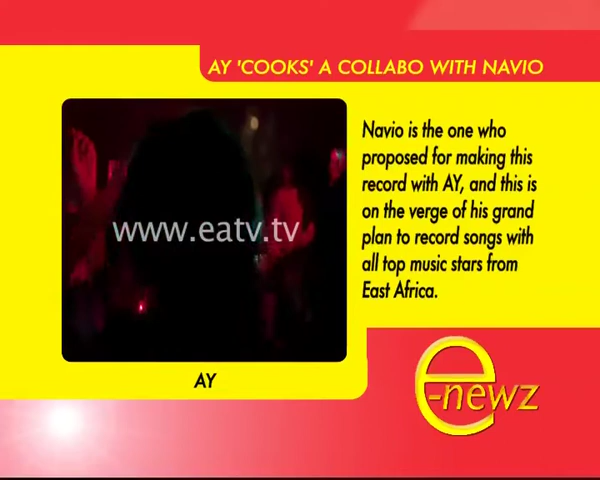 AY 'COOKS' A COLLABO WITH NAVIO
Navio is the one who
proposed for making this
record with AY, and this is
on the verge of his grand
plan to record songs with
all top music stars from
East Africa.
www.eatv.tv
AY
e-newz